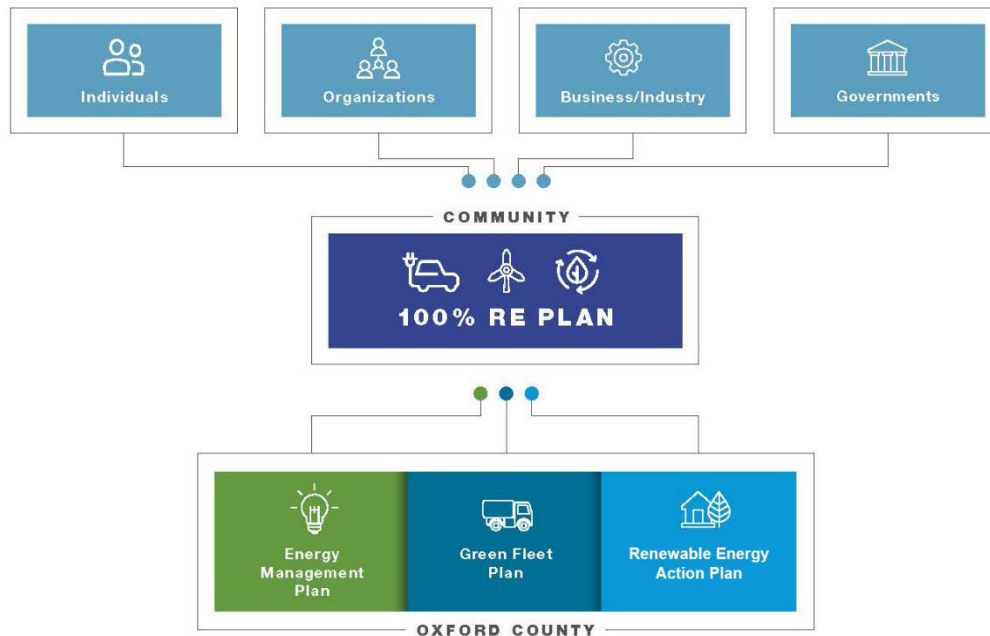 Individuals
Organizations
Business/Industry
Governments
COMMUNITY
100% RE PLAN
Energy
Management
Plan
Green Fleet
Plan
Renewable Energy
Action Plan
OXFORD COUNTY